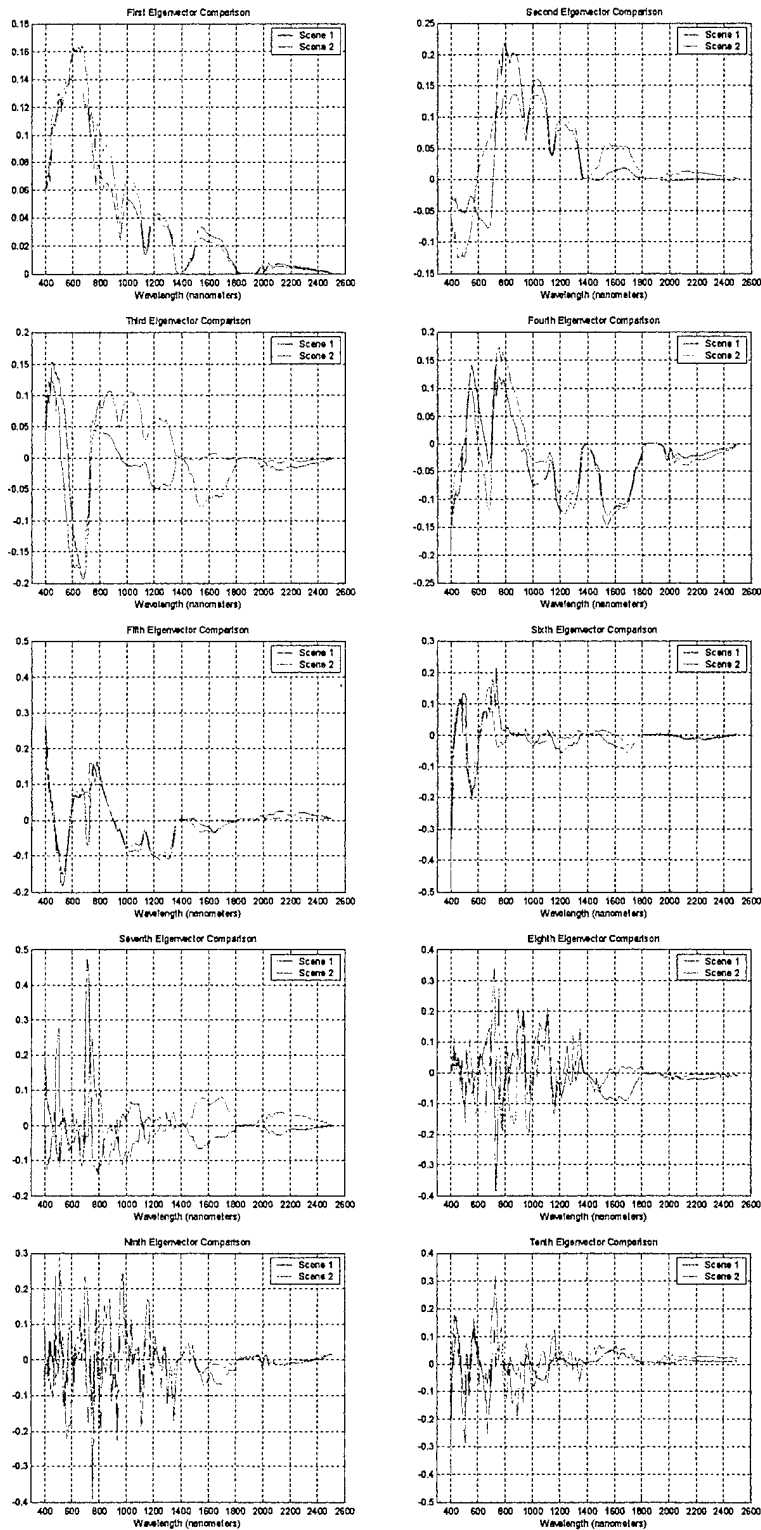 First Eigenvector Comparison
0.18
0.16
0.14
0.12
0.1
0.08
0.06
0.04
0.02
0
Scene 1
Scene 2
400 600 800 1000 1200 1400 1600 1800 2000 2200 2400 2600
Wavelength (nanometers)
Second Eigenvector Comparison
0.25
0.2
0.15
0.1
0.05
0
-0.05
-0.1
-0.15
Scene 1
Scene 2
400 600 800 1000 1200 1400 1600 1800 2000 2200 2400 2600
Wavelength (nanometers)
Third Eigenvector Comparison
0.2
0.15
0.1
0.05
0
-0.05
-0.1
-0.15
-0.2
Scene 1
Scene 2
400 600 800 1000 1200 1400 1600 1800 2000 2200 2400 2600
Wavelength (nanometers)
Fourth Eigenvector Comparison
0.2
0.15
0.1
0.05
0
-0.05
-0.1
-0.15
-0.2
-0.25
Scene 1
Scene 2
400 600 800 1000 1200 1400 1600 1800 2000 2200 2400 2600
Wavelength (nanometers)
Fifth Eigenvector Comparison
0.5
0.4
0.3
0.2
0.1
0
-0.1
-0.2
Scene 1
Scene 2
400 600 800 1000 1200 1400 1600 1800 2000 2200 2400 2600
Wavelength (nanometers)
Sixth Eigenvector Comparison
0.3
0.2
0.1
0
-0.1
-0.2
-0.3
-0.4
-0.5
Scene 1
Scene 2
400 600 800 1000 1200 1400 1600 1800 2000 2200 2400 2600
Wavelength (nanometers)
Seventh Eigenvector Comparison
0.5
0.4
0.3
0.2
0.1
0
-0.1
-0.2
Scene 1
Scene 2
400 600 800 1000 1200 1400 1600 1800 2000 2200 2400 2600
Wavelength (nanometers)
Eighth Eigenvector Comparison
0.4
0.3
0.2
0.1
0
-0.1
-0.2
-0.3
-0.4
Scene 1
Scene 2
400 600 800 1000 1200 1400 1600 1800 2000 2200 2400 2600
Wavelength (nanometers)
Ninth Eigenvector Comparison
0.3
0.2
0.1
0
-0.1
-0.2
-0.3
-0.4
Scene 1
Scene 2
400 600 800 1000 1200 1400 1600 1800 2000 2200 2400 2600
Wavelength (nanometers)
Tenth Eigenvector Comparison
0.4
0.3
0.2
0.1
0
-0.1
-0.2
-0.3
-0.4
-0.5
Scene 1
Scene 2
400 600 800 1000 1200 1400 1600 1800 2000 2200 2400 2600
Wavelength (nanometers)